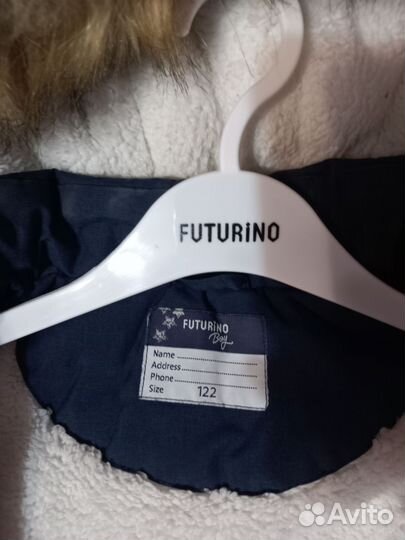 FUTURiNO
FUTURiNO
Boy
Name
Address
Phone
Size 122
Avito